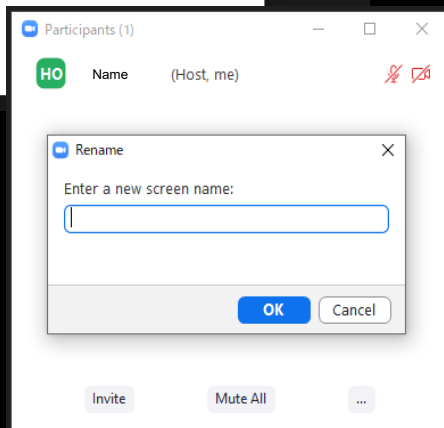 Participants (1)
HO Name (Host, me)
Rename
Enter a new screen name:
OK Cancel
Invite Mute All ...